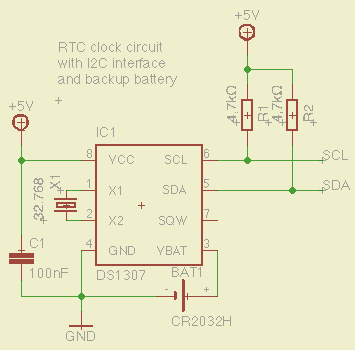 RTC clock circuit
with I2C interface
and backup battery
+5V
4,7kΩ
R1
4,7kΩ
R2
+5V
IC1
8 VCC SCL 6 SCL
1 X1 SDA 5 SDA
2 X2 SQW 7
4 GND VBAT 3
DS1307
X1
32.768
C1
100nF
BAT1
- +
CR2032H
GND